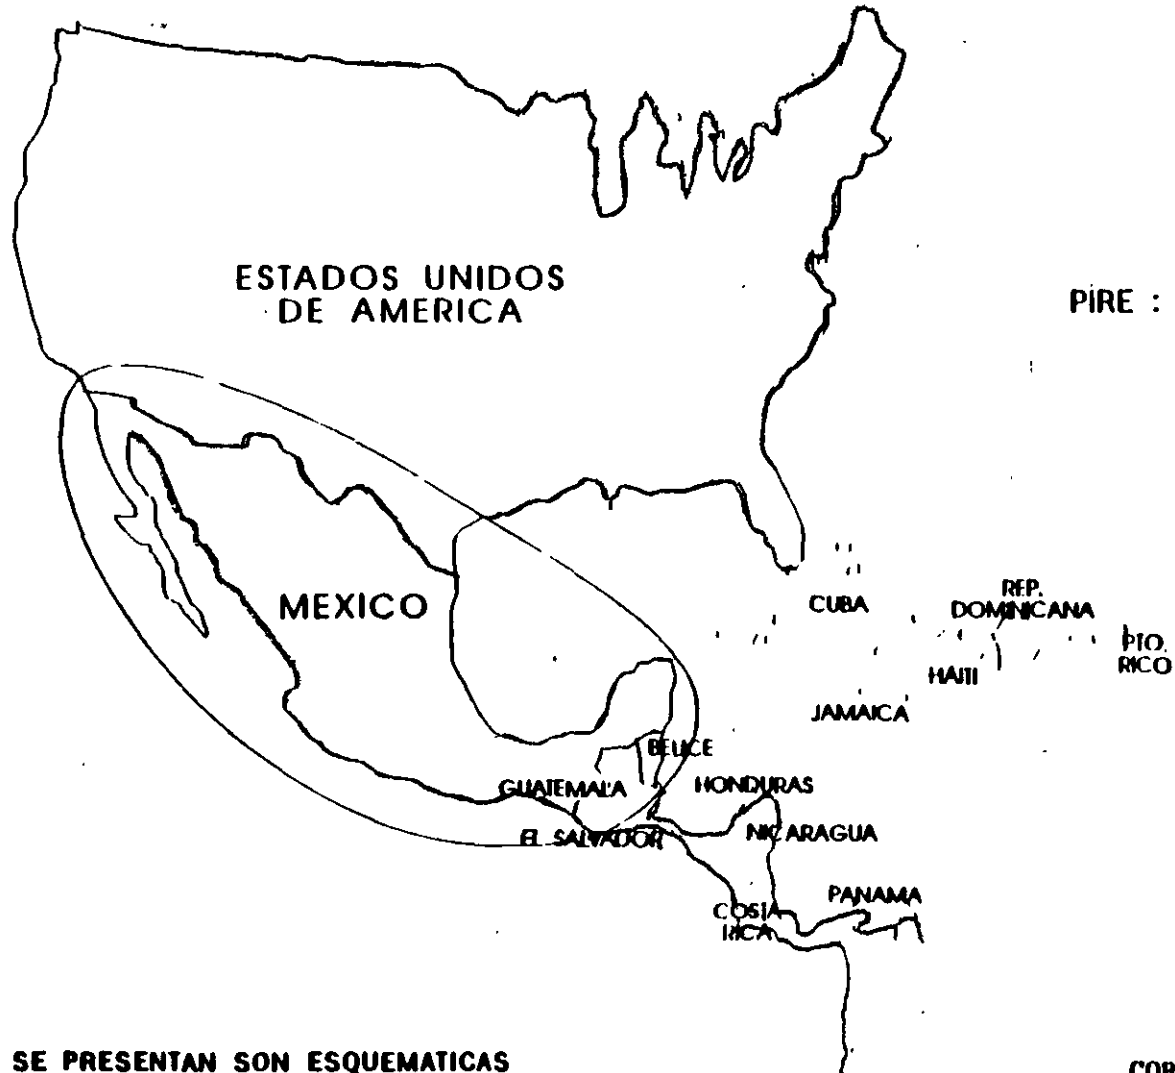 ESTADOS UNIDOS
DE AMERICA
PIRE :
MEXICO
CUBA
REP.
DOMINICANA
PTO.
RICO
HAITI
JAMAICA
BELICE
GUATEMALA
HONDURAS
EL SALVADOR
NICARAGUA
PANAMA
COSTA
RICA
SE PRESENTAN SON ESQUEMATICAS
COR